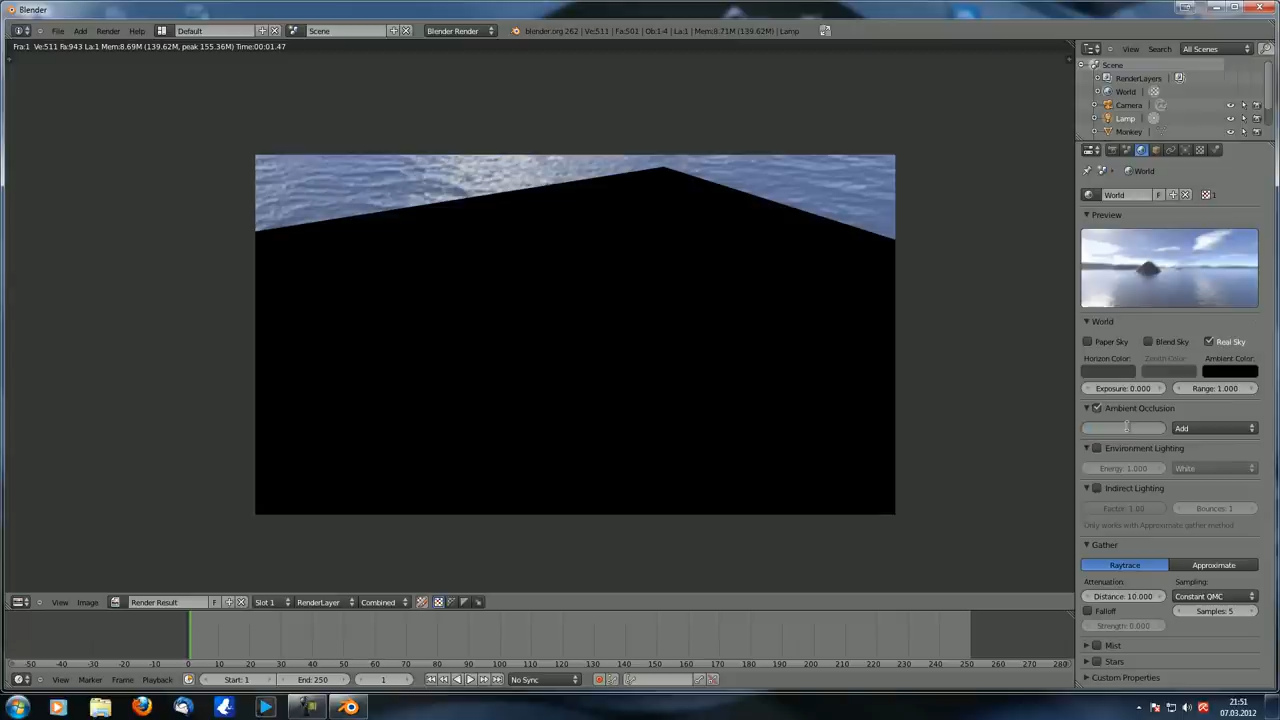 Blender
File Add Render Help Default Scene Blender Render blender.org 262 | Ve:511 | Fa:501 | Ob:1-4 | La:1 | Mem:8.71M (139.62M) | Lamp
Fra:1 Ve:511 Fa:943 La:1 Mem:8.69M (139.62M, peak 155.36M) Time:00:01.47
View Search All Scenes
Scene
RenderLayers
World
Camera
Lamp
Monkey
World
World F 1
Preview
World
Paper Sky Blend Sky Real Sky
Horizon Color: Zenith Color: Ambient Color:
Exposure: 0.000 Range: 1.000
Ambient Occlusion
Add
Environment Lighting
Energy: 1.000 White
Indirect Lighting
Factor: 1.00 Bounces: 1
Only works with Approximate gather method
Gather
Raytrace Approximate
Attenuation: Sampling:
Distance: 10.000 Constant QMC
Falloff Samples: 5
Strength: 0.000
Mist
Stars
Custom Properties
View Image Render Result F Slot 1 RenderLayer Combined
-50 -40 -30 -20 -10 0 10 20 30 40 50 60 70 80 90 100 110 120 130 140 150 160 170 180 190 200 210 220 230 240 250 260 270 280
View Marker Frame Playback Start: 1 End: 250 1 No Sync
21:51
07.03.2012